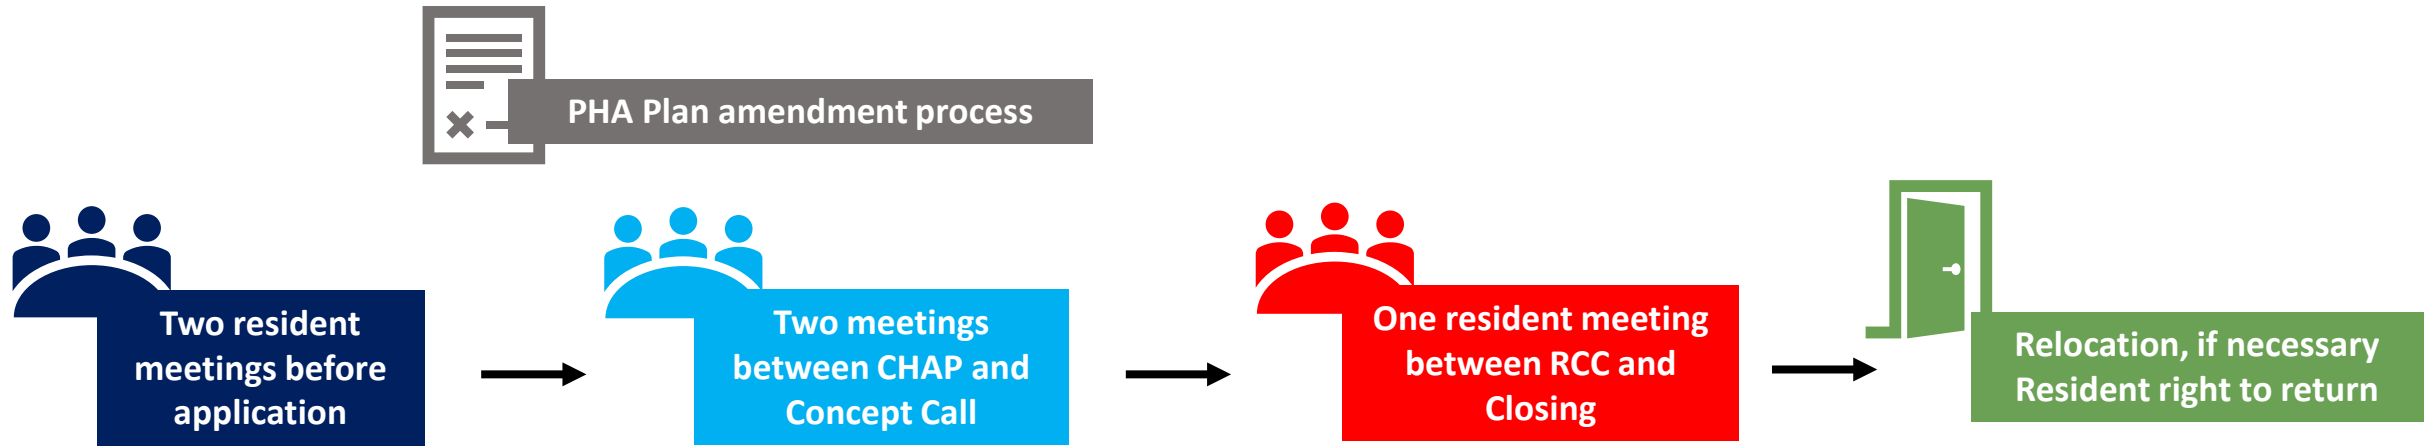 PHA Plan amendment process
Two resident
meetings before
application
Two meetings
between CHAP and
Concept Call
One resident meeting
between RCC and
Closing
Relocation, if necessary
Resident right to return